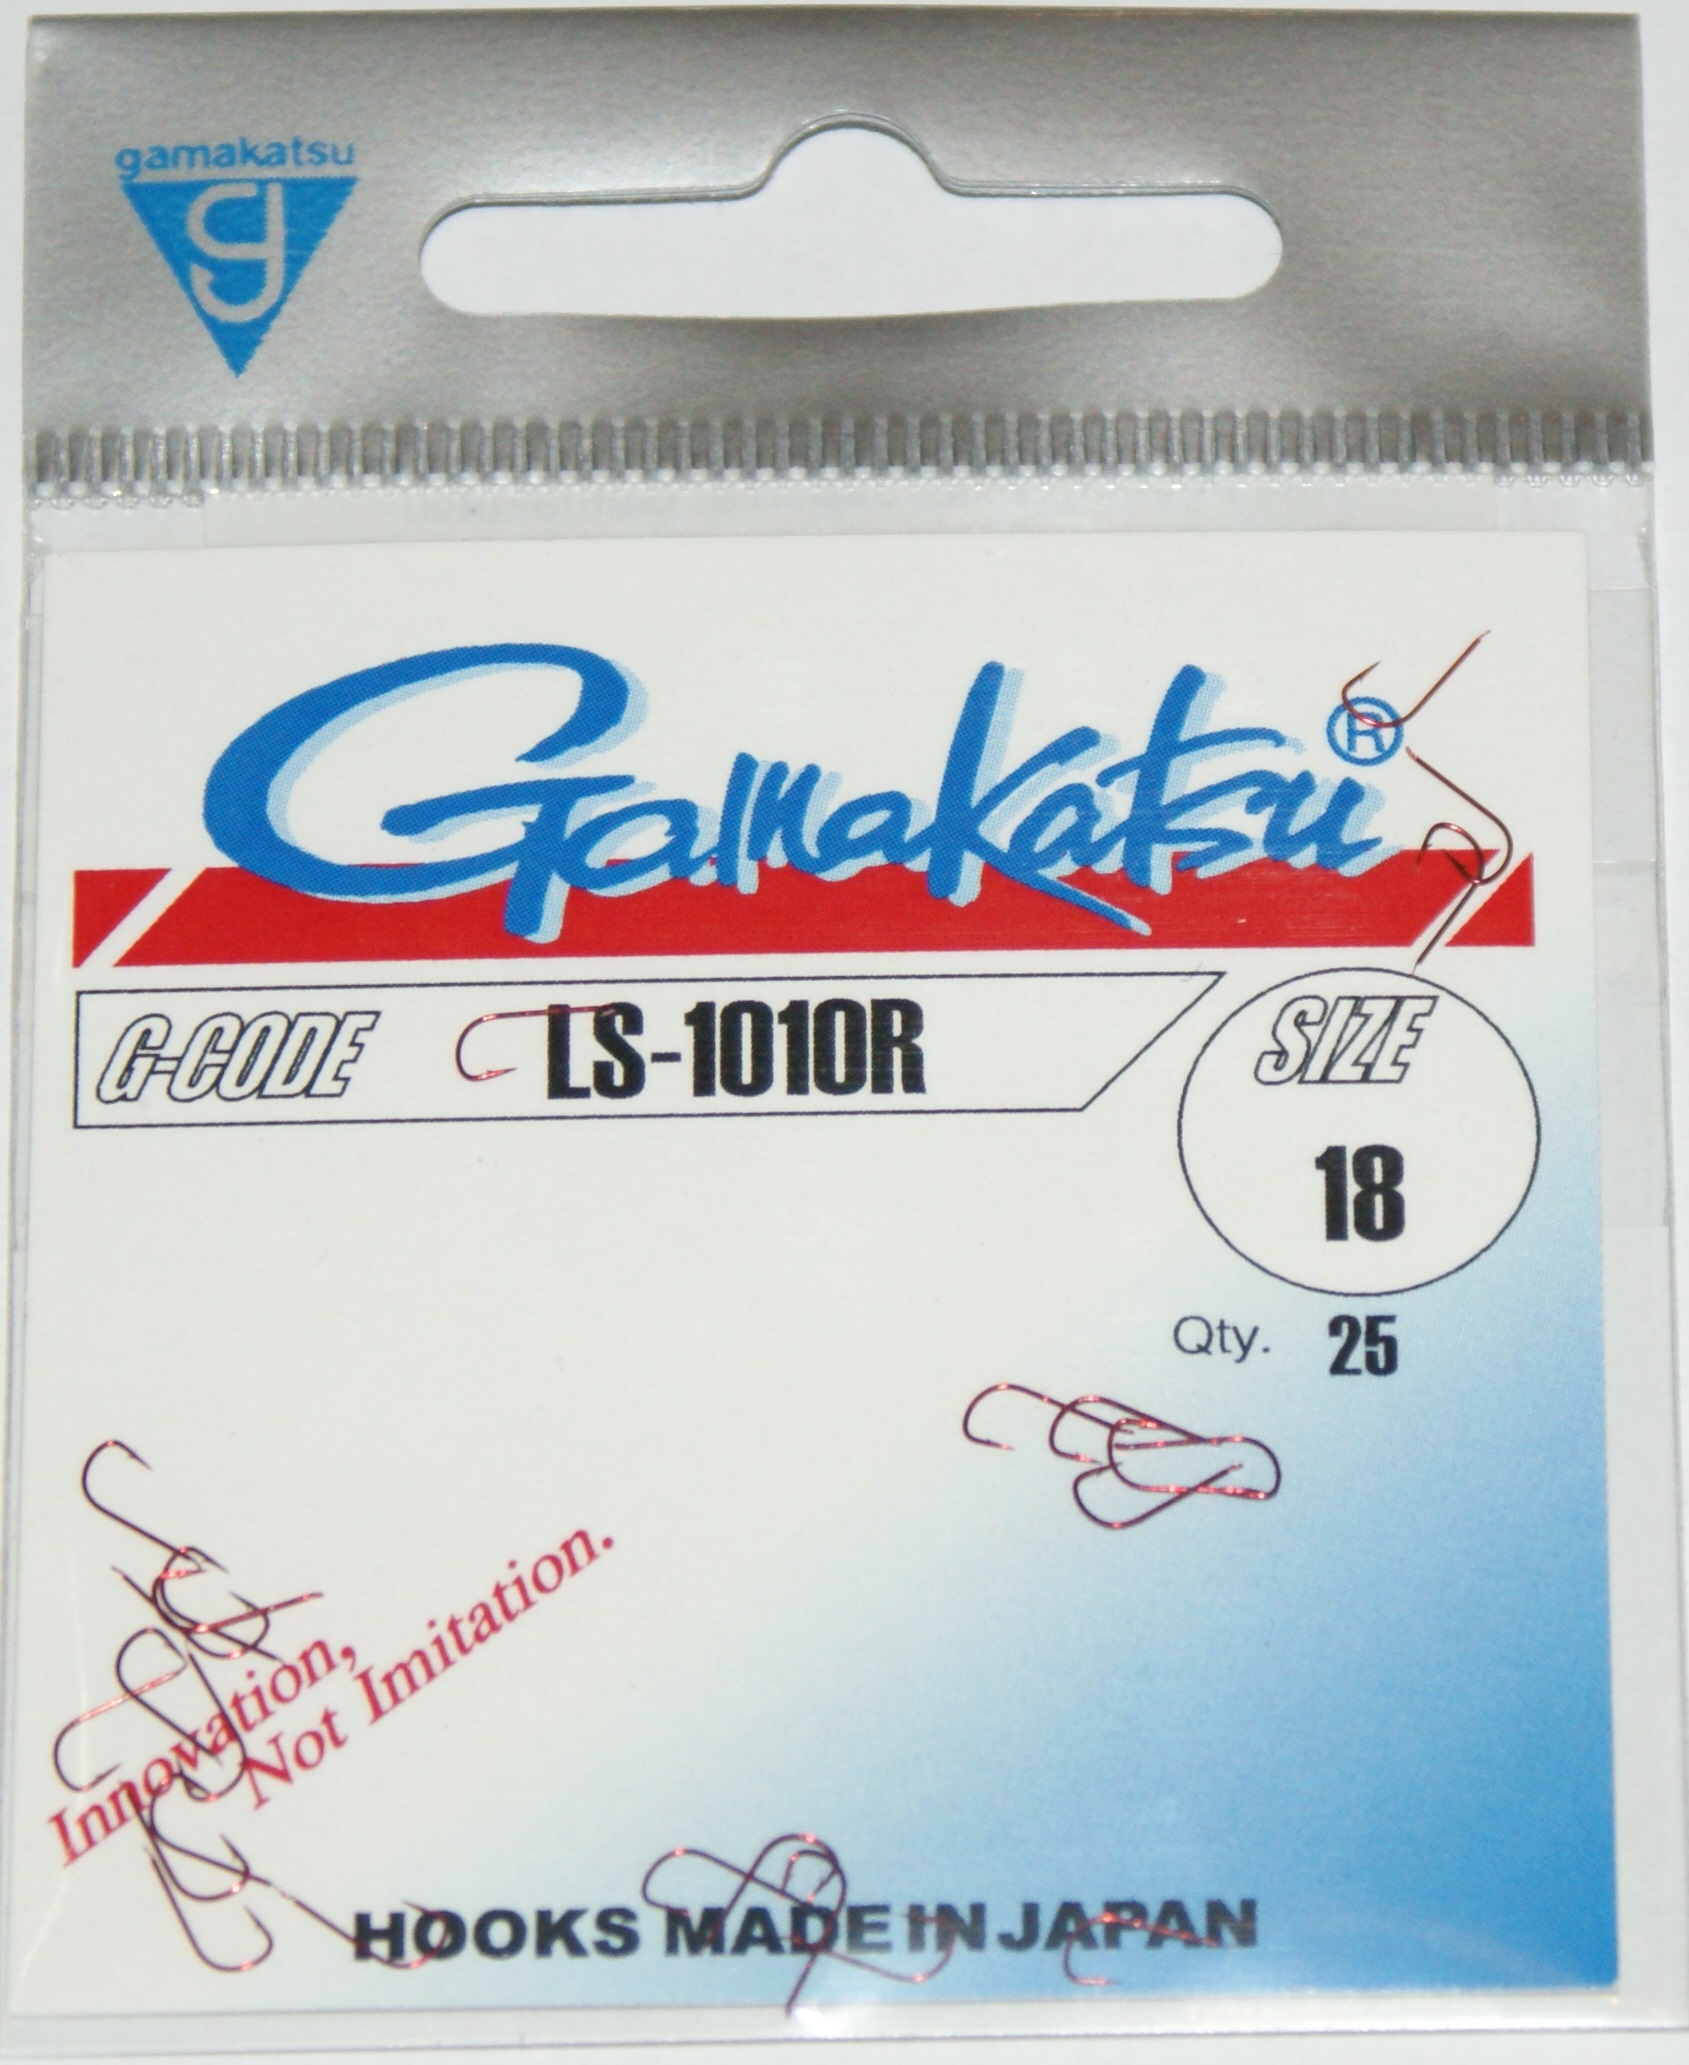 gamakatsu
g
Gamakatsu®
G-CODE LS-1010R
SIZE
18
Qty. 25
Innovation,
Not Imitation.
HOOKS MADE IN JAPAN